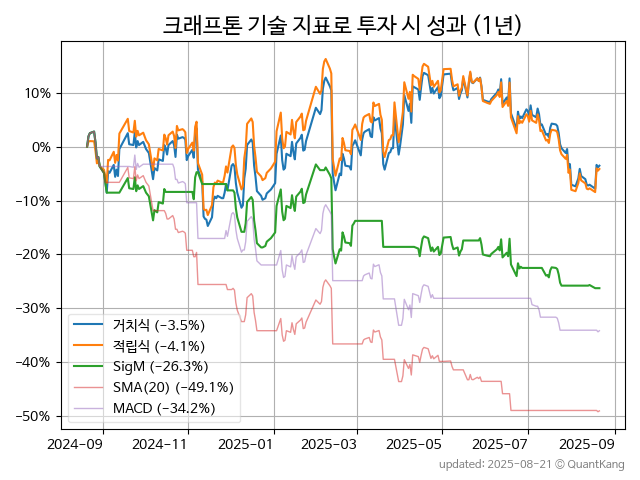 크래프톤 기술 지표로 투자 시 성과 (1년)
10%
0%
−10%
−20%
−30%
−40%
−50%
거치식 (−3.5%)
적립식 (−4.1%)
SigM (−26.3%)
SMA(20) (−49.1%)
MACD (−34.2%)
2024−09 2024−11 2025−01 2025−03 2025−05 2025−07 2025−09
updated: 2025−08−21 © QuantKang